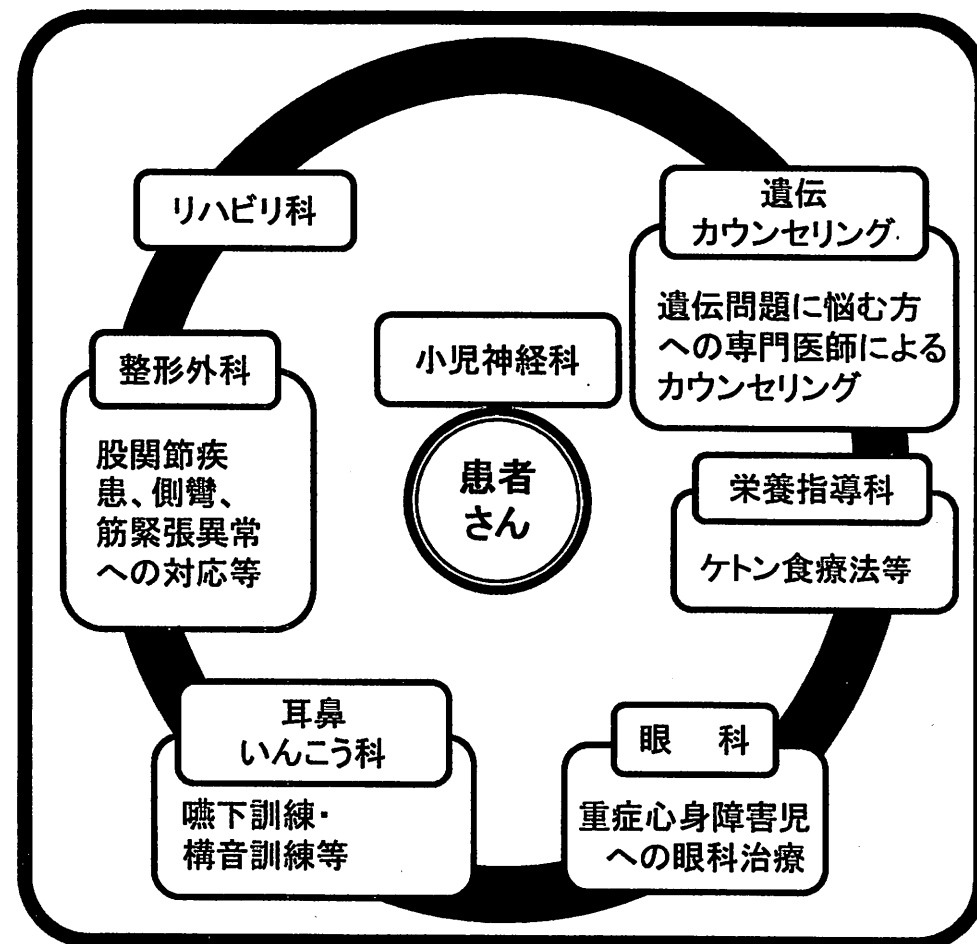 リハビリ科
遺伝
カウンセリング
遺伝問題に悩む方
への専門医師による
カウンセリング
小児神経科
患者
さん
整形外科
股関節疾
患、側彎、
筋緊張異常
への対応等
栄養指導科
ケトン食療法等
耳鼻
いんこう科
嚥下訓練・
構音訓練等
眼　科
重症心身障害児
への眼科治療